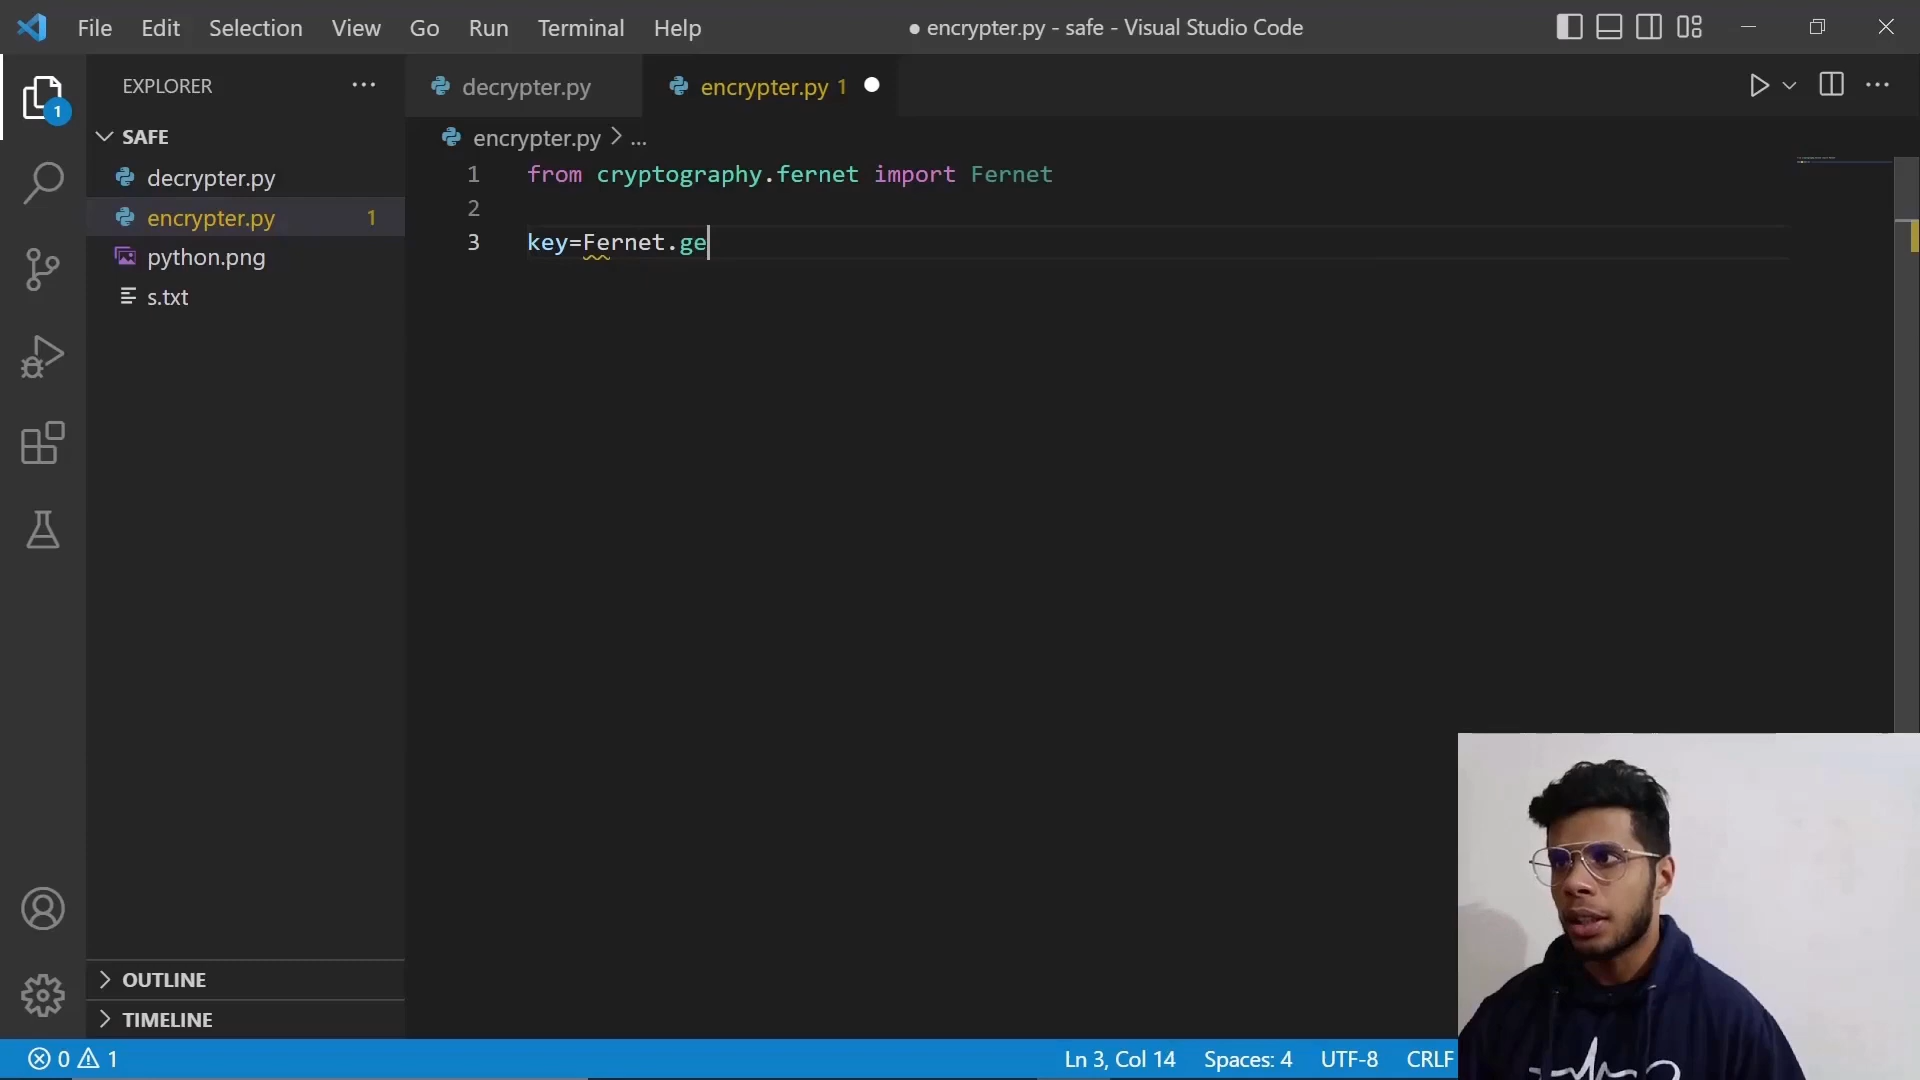 File Edit Selection View Go Run Terminal Help
● encrypter.py - safe - Visual Studio Code
1
EXPLORER ...
SAFE
decrypter.py
encrypter.py 1
python.png
s.txt
OUTLINE
TIMELINE
decrypter.py encrypter.py 1
encrypter.py > ...
1 from cryptography.fernet import Fernet
2
3 key=Fernet.ge
0 1
Ln 3, Col 14 Spaces: 4 UTF-8 CRLF